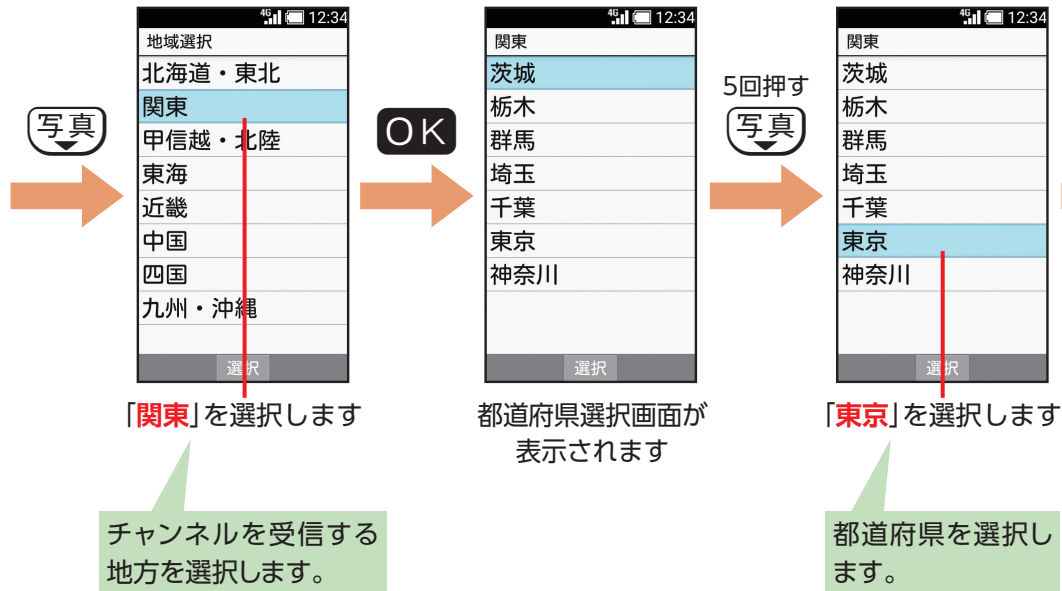 写真
4G 12:34
地域選択
北海道・東北
関東
甲信越・北陸
東海
近畿
中国
四国
九州・沖縄
選択
「関東」を選択します
チャンネルを受信する
地方を選択します。
OK
4G 12:34
関東
茨城
栃木
群馬
埼玉
千葉
東京
神奈川
選択
都道府県選択画面が
表示されます
5回押す
写真
4G 12:34
関東
茨城
栃木
群馬
埼玉
千葉
東京
神奈川
選択
「東京」を選択します
都道府県を選択し
ます。